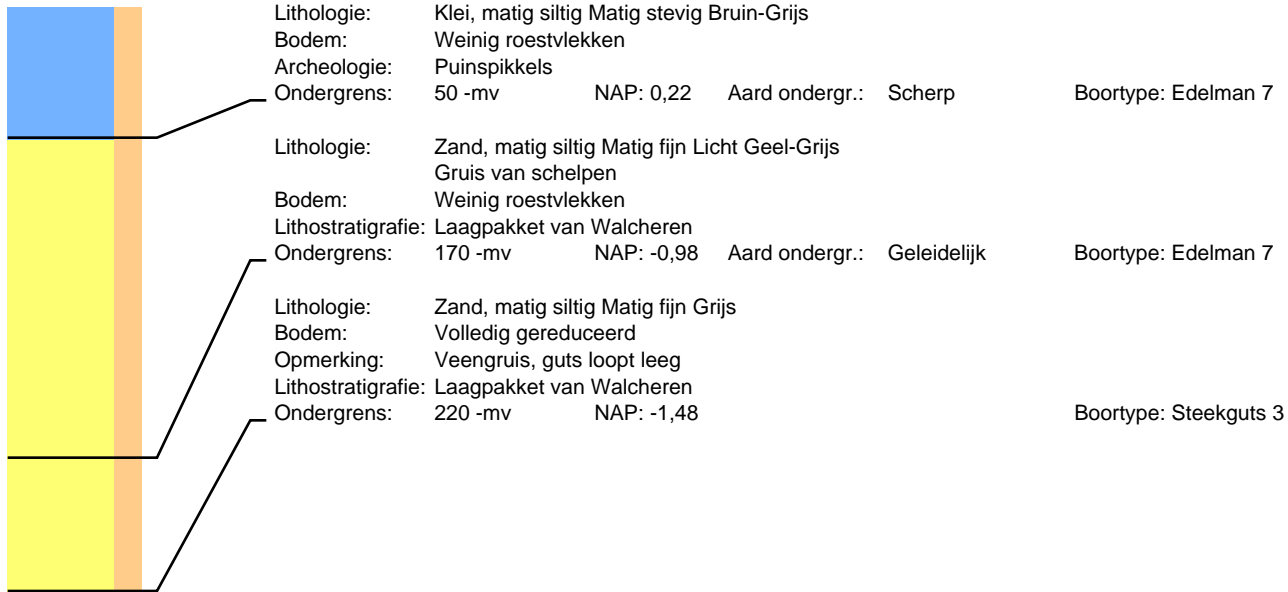 Lithologie: Klei, matig siltig Matig stevig Bruin-Grijs
Bodem: Weinig roestvlekken
Archeologie: Puinspikkels
Ondergrens: 50 -mv NAP: 0,22 Aard ondergr.: Scherp Boortype: Edelman 7
Lithologie: Zand, matig siltig Matig fijn Licht Geel-Grijs
Gruis van schelpen
Bodem: Weinig roestvlekken
Lithostratigrafie: Laagpakket van Walcheren
Ondergrens: 170 -mv NAP: -0,98 Aard ondergr.: Geleidelijk Boortype: Edelman 7
Lithologie: Zand, matig siltig Matig fijn Grijs
Bodem: Volledig gereduceerd
Opmerking: Veengruis, guts loopt leeg
Lithostratigrafie: Laagpakket van Walcheren
Ondergrens: 220 -mv NAP: -1,48 Boortype: Steekguts 3